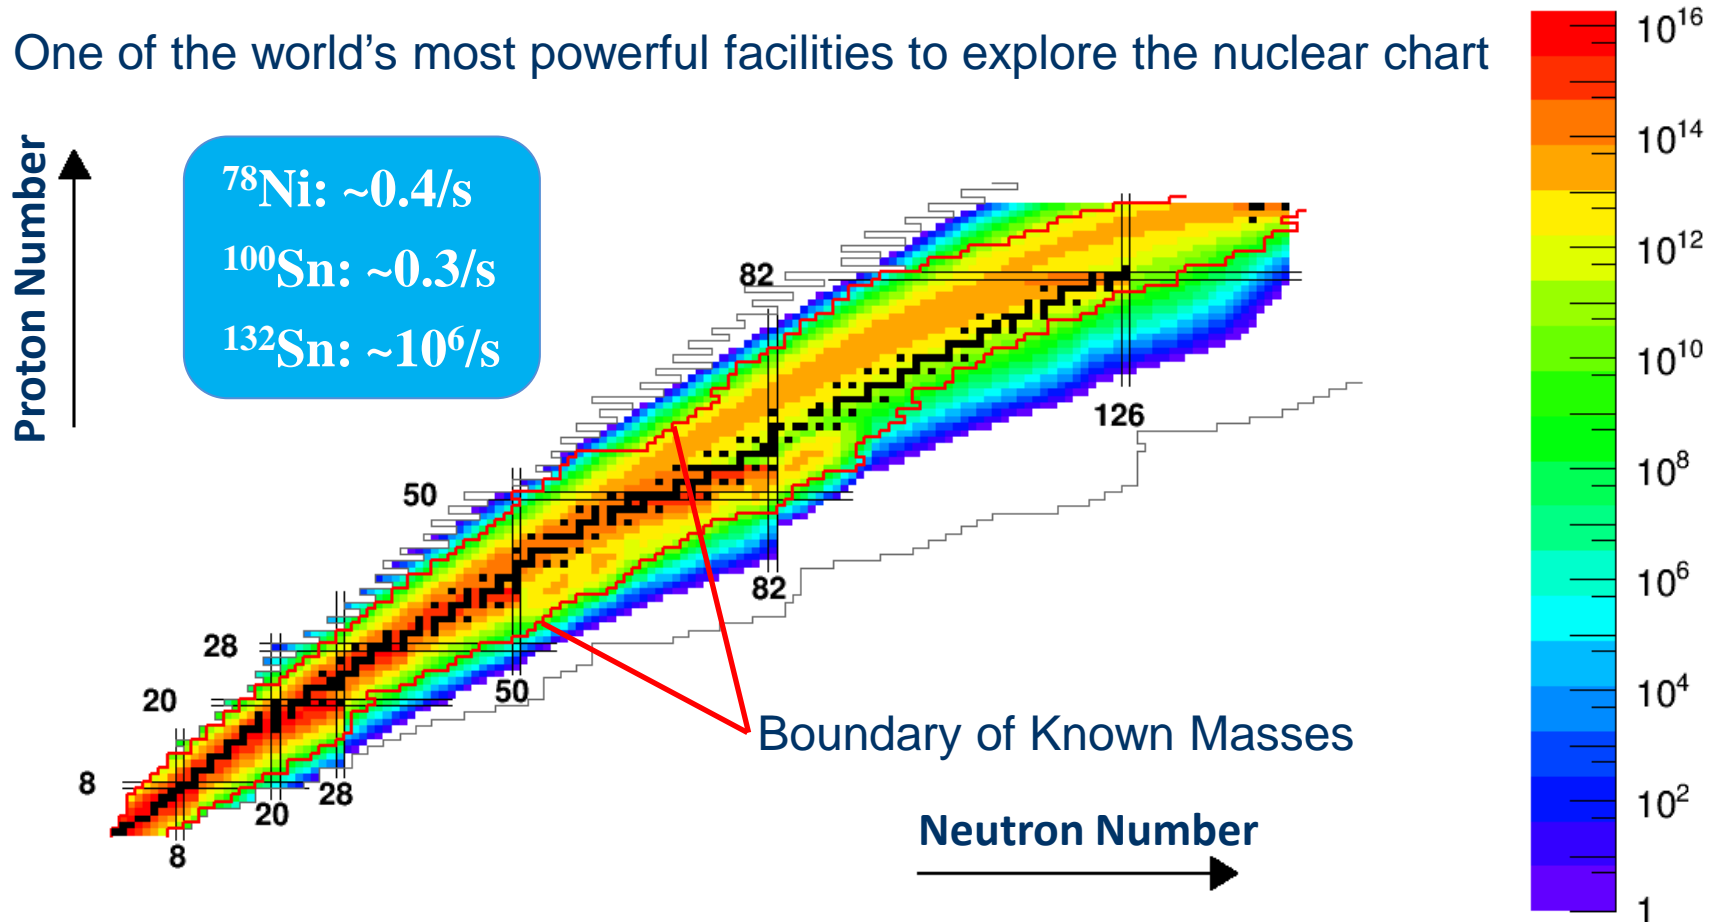 One of the world's most powerful facilities to explore the nuclear chart
Proton Number
⁷⁸Ni: ~0.4/s
¹⁰⁰Sn: ~0.3/s
¹³²Sn: ~10⁶/s
82
50
28
20
8
8
20
28
50
82
126
Boundary of Known Masses
Neutron Number
10¹⁶
10¹⁴
10¹²
10¹⁰
10⁸
10⁶
10⁴
10²
1